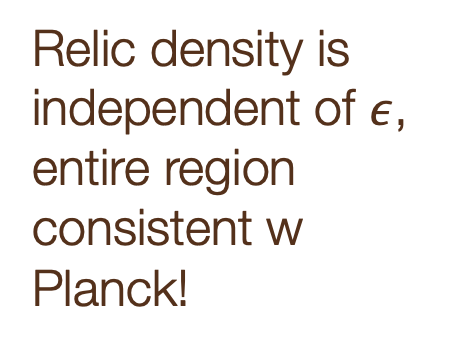 Relic density is
independent of ϵ,
entire region
consistent w
Planck!